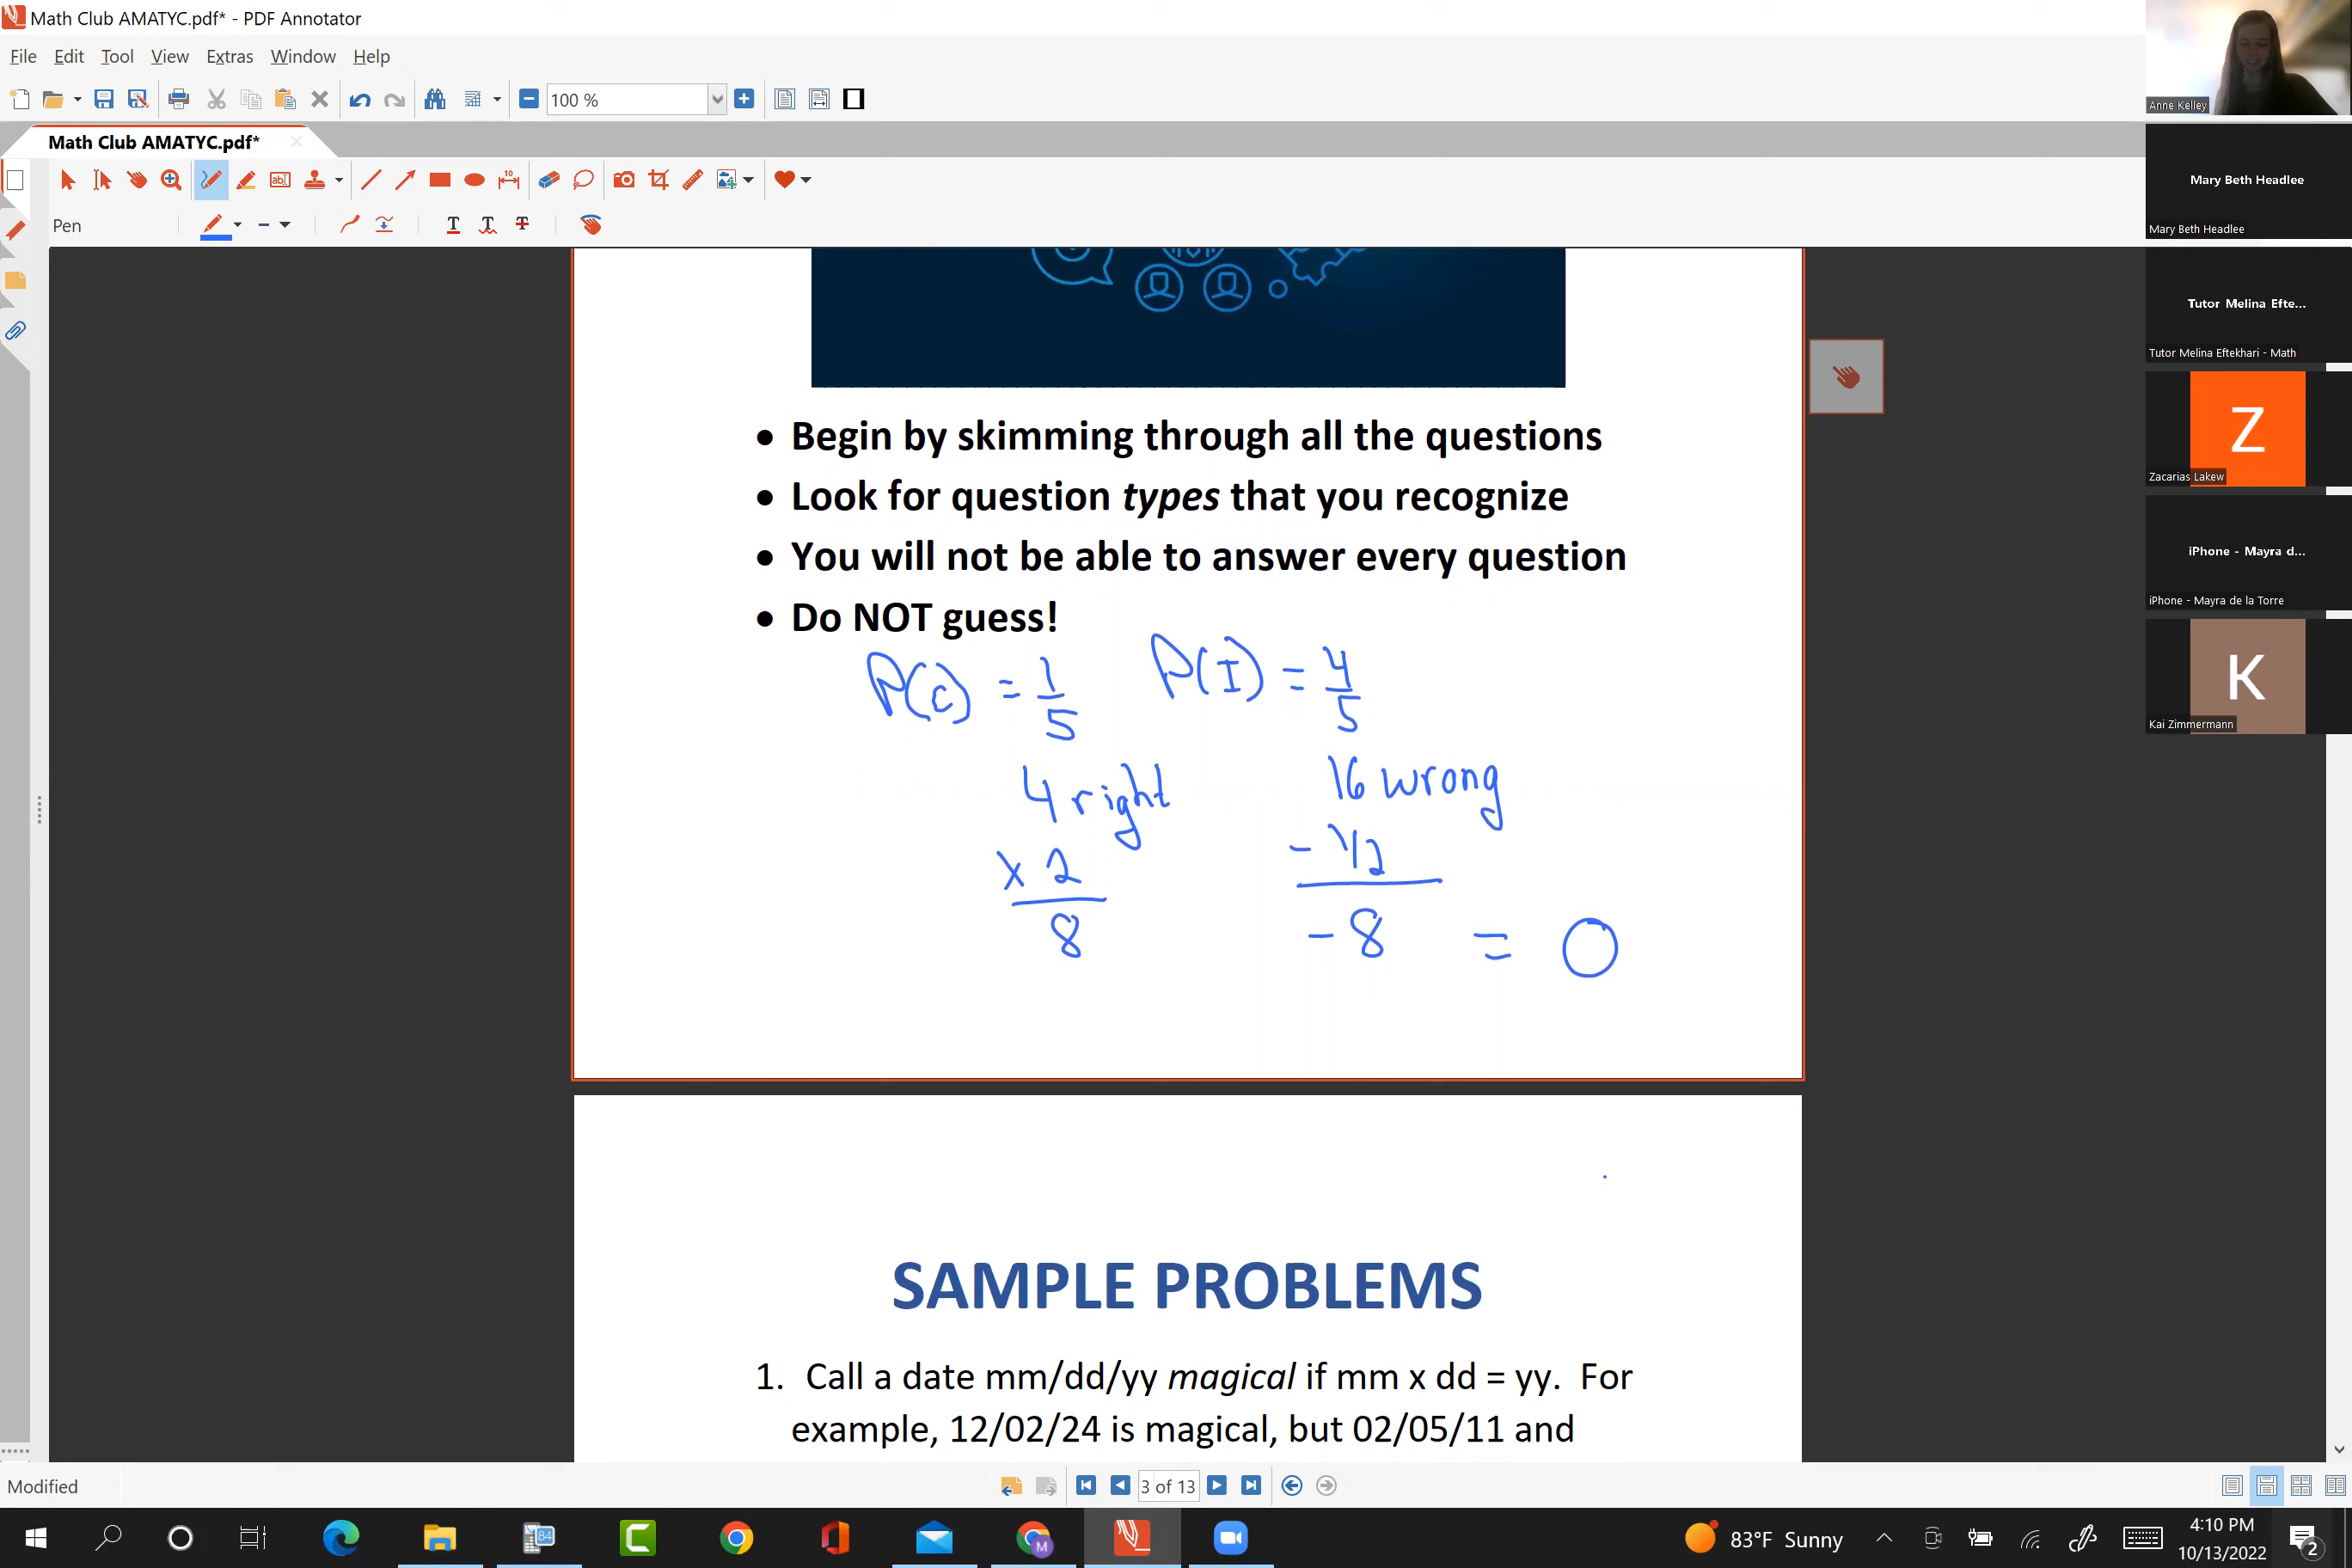 Math Club AMATYC.pdf* - PDF Annotator
File Edit Tool View Extras Window Help
100 %
Math Club AMATYC.pdf*
Pen
Anne Kelley
Mary Beth Headlee
Mary Beth Headlee
Tutor Melina Efte...
Tutor Melina Eftekhari - Math
Z
Zacarias Lakew
iPhone - Mayra d...
iPhone - Mayra de la Torre
K
Kai Zimmermann
• Begin by skimming through all the questions
• Look for question types that you recognize
• You will not be able to answer every question
• Do NOT guess!
P(C) = 1/5 P(I) = 4/5
4 right 16 wrong
x 2 - 1/2
8 - 8 = 0
SAMPLE PROBLEMS
1. Call a date mm/dd/yy magical if mm x dd = yy. For
example, 12/02/24 is magical, but 02/05/11 and
Modified
3 of 13
83°F Sunny
4:10 PM
10/13/2022
2